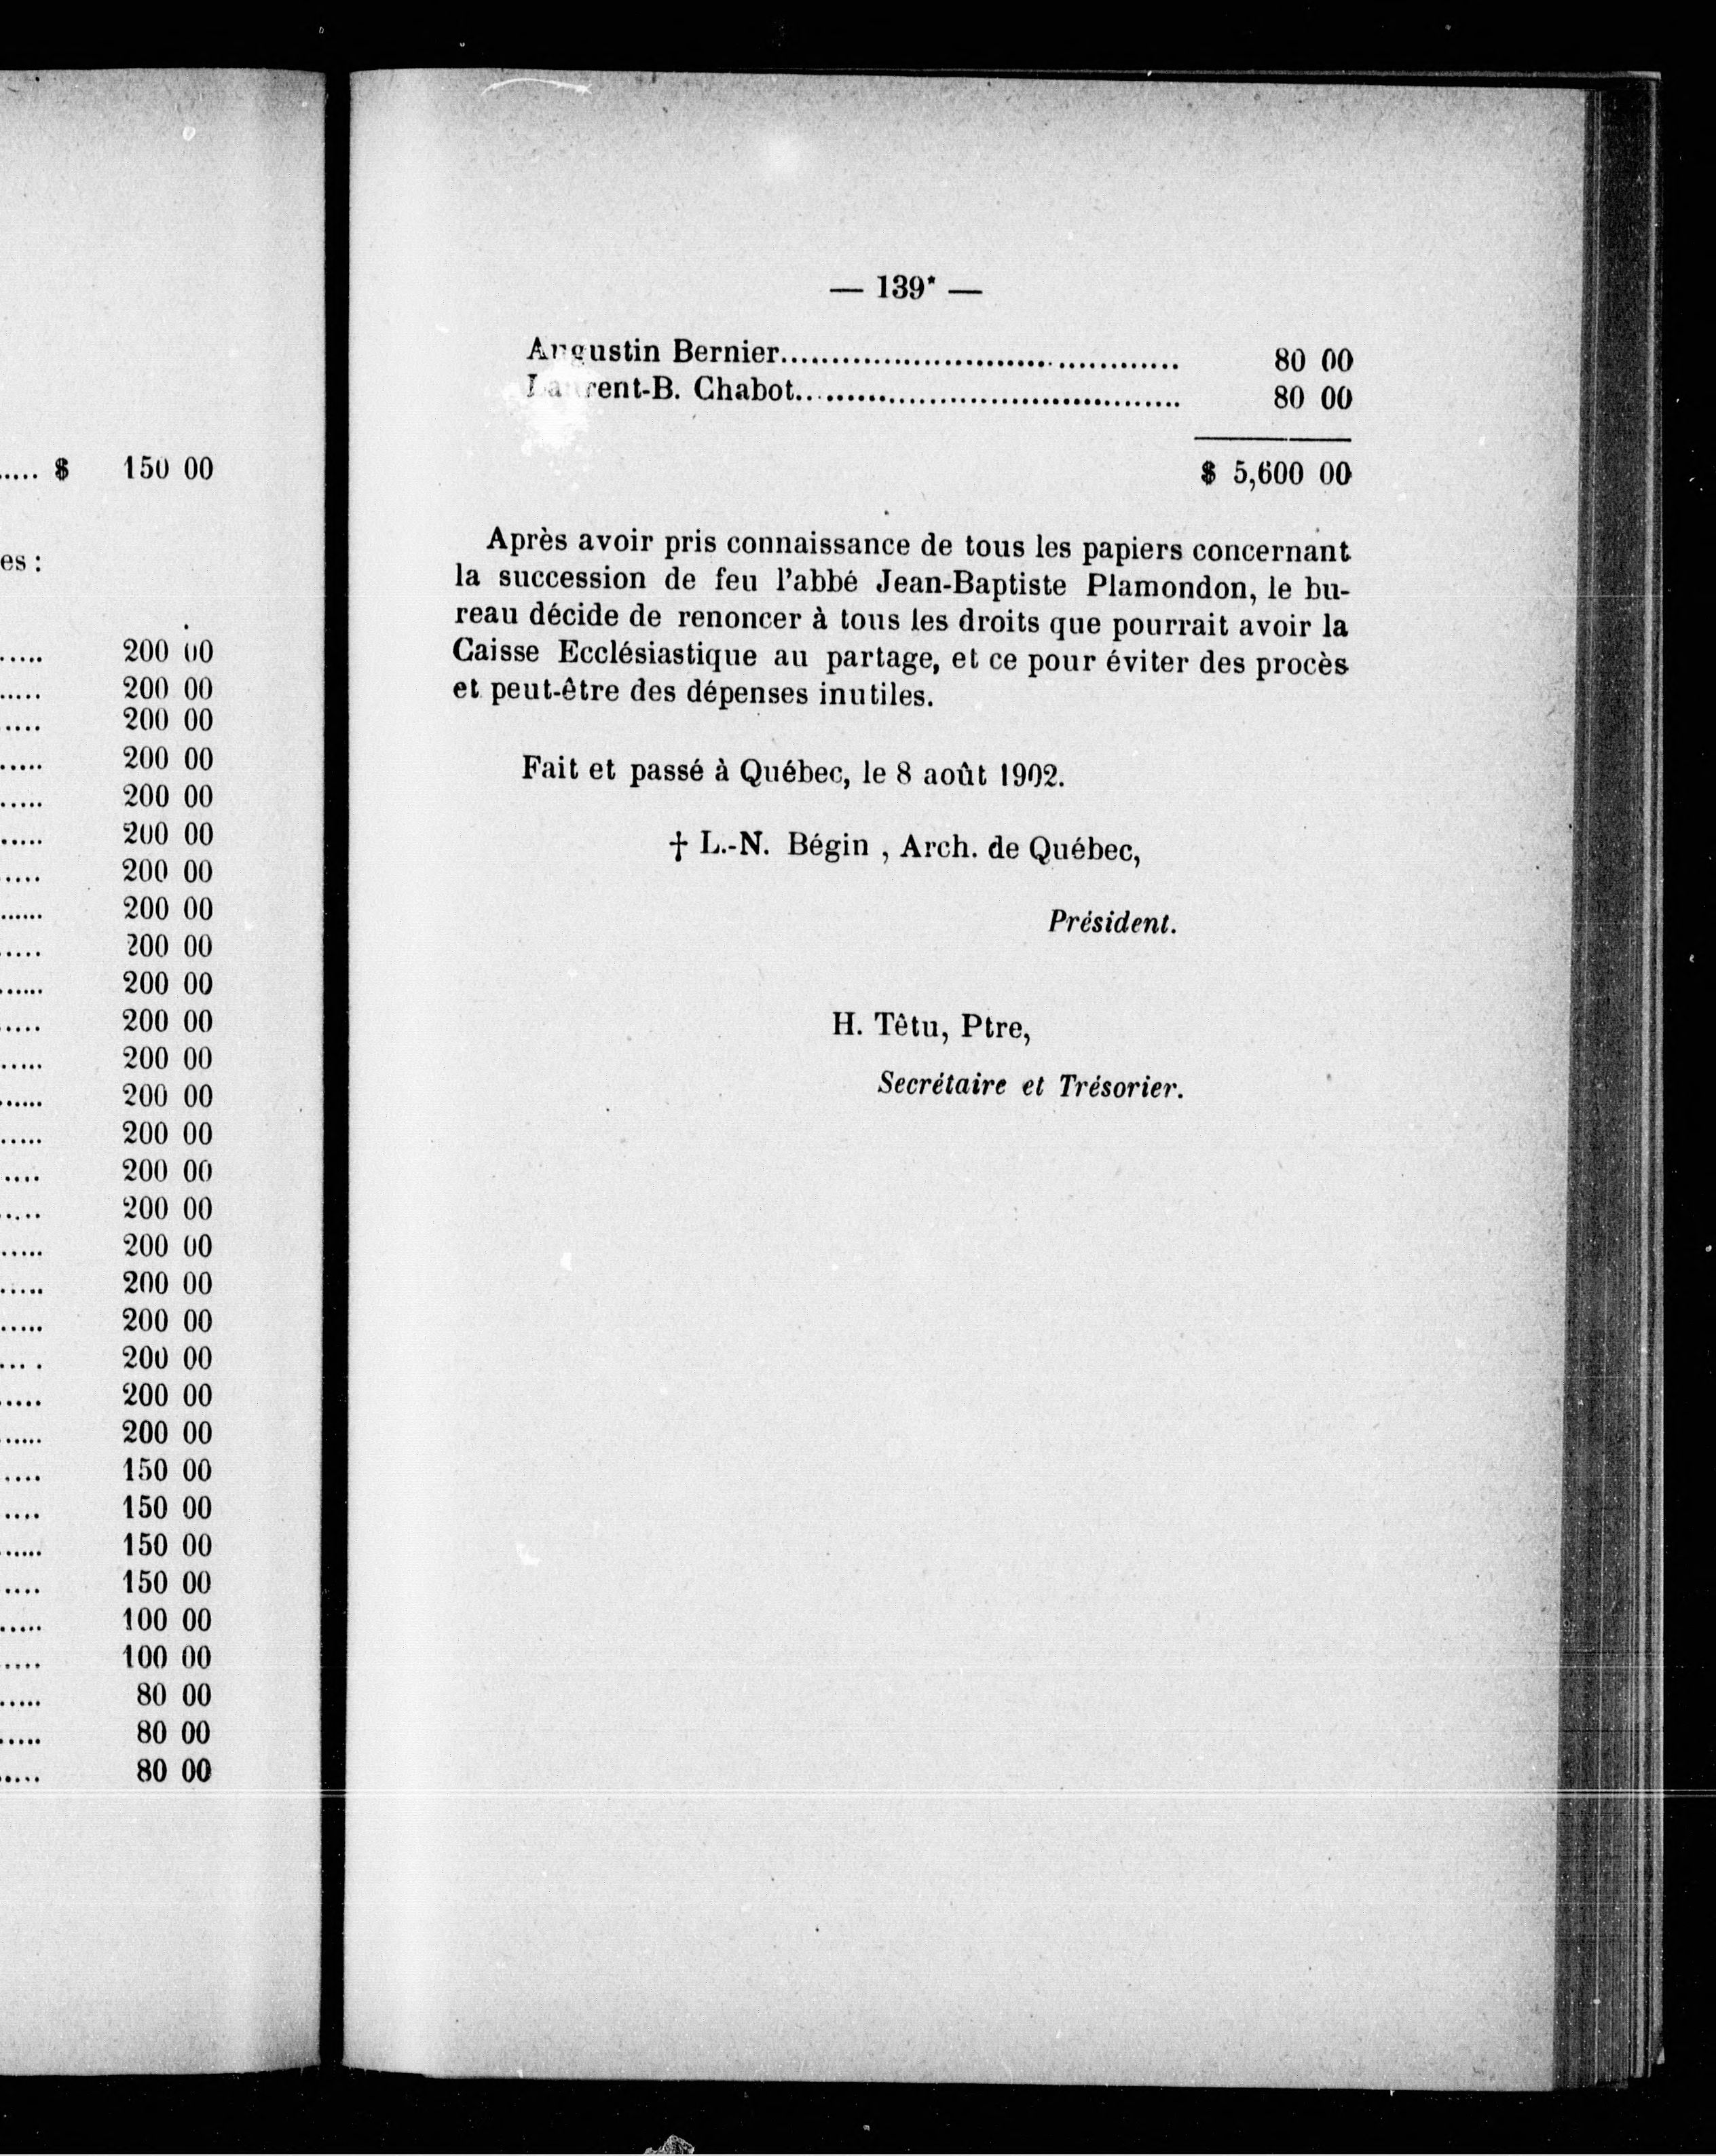 ..... $ 150 00
es :
..... 200 00
..... 200 00
.... 200 00
..... 200 00
..... 200 00
..... 200 00
.... 200 00
...... 200 00
..... 200 00
...... 200 00
..... 200 00
..... 200 00
...... 200 00
..... 200 00
.... 200 00
..... 200 00
..... 200 00
..... 200 00
..... 200 00
... . 200 00
..... 200 00
...... 200 00
.... 150 00
.... 150 00
...... 150 00
.... 150 00
..... 100 00
.... 100 00
..... 80 00
..... 80 00
..... 80 00
— 139* —
Augustin Bernier........................................ 80 00
Laurent-B. Chabot...................................... 80 00
$ 5,600 00
Après avoir pris connaissance de tous les papiers concernant
la succession de feu l'abbé Jean-Baptiste Plamondon, le bu-
reau décide de renoncer à tous les droits que pourrait avoir la
Caisse Ecclésiastique au partage, et ce pour éviter des procès
et peut-être des dépenses inutiles.
Fait et passé à Québec, le 8 août 1902.
† L.-N. Bégin , Arch. de Québec,
Président.
H. Têtu, Ptre,
Secrétaire et Trésorier.